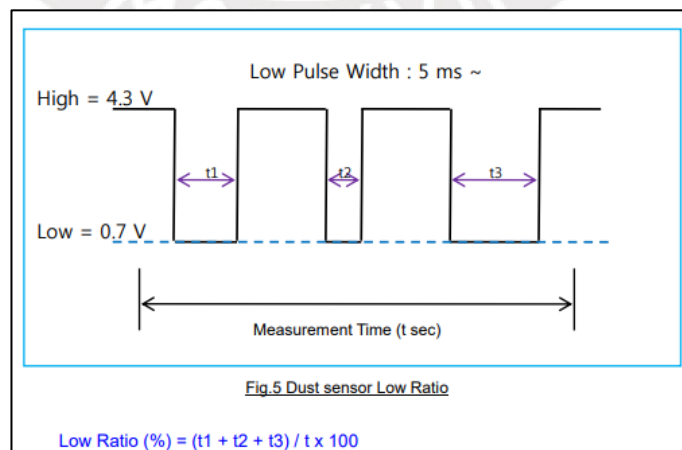 Low Pulse Width : 5 ms ~
High = 4.3 V
t1 t2 t3
Low = 0.7 V
Measurement Time (t sec)
Fig.5 Dust sensor Low Ratio
Low Ratio (%) = (t1 + t2 + t3) / t x 100